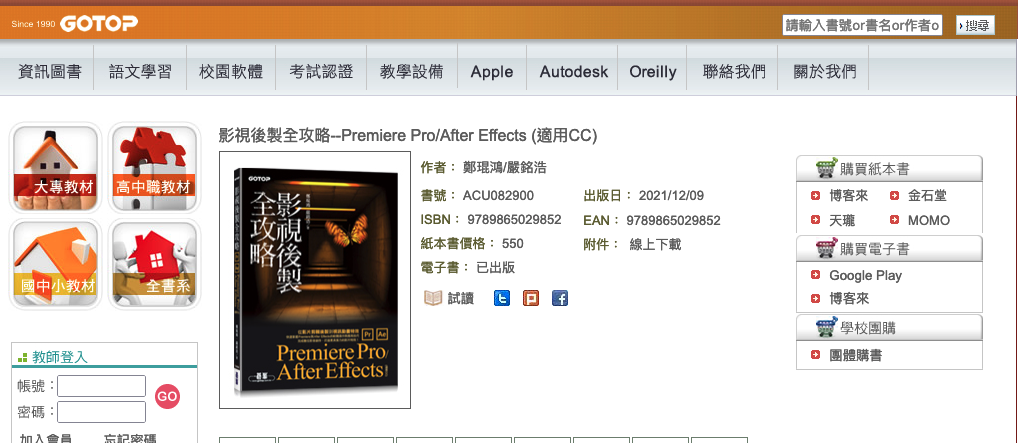 Since 1990 GOTOP
請輸入書號or書名or作者o
搜尋
資訊圖書 語文學習 校園軟體 考試認證 教學設備 Apple Autodesk Oreilly 聯絡我們 關於我們
大專教材 高中職教材
國中小教材 全書系
教師登入
帳號：
GO
密碼：
加入會員 忘記密碼
影視後製全攻略--Premiere Pro/After Effects (適用CC)
GOTOP
影視後製
全攻略
Pr Ae
Premiere Pro/
After Effects
作者： 鄭琨鴻/嚴銘浩
書號： ACU082900 出版日： 2021/12/09
ISBN： 9789865029852 EAN： 9789865029852
紙本書價格： 550 附件： 線上下載
電子書： 已出版
試讀
購買紙本書
博客來 金石堂
天瓏 MOMO
購買電子書
Google Play
博客來
學校團購
團體購書